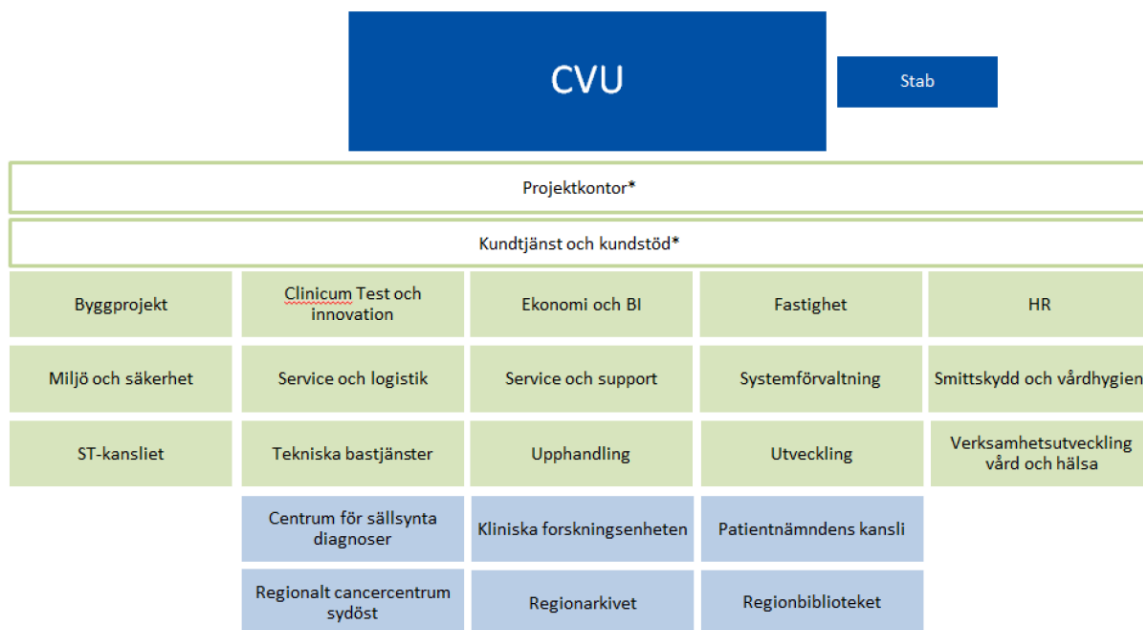 CVU
Stab
Projektkontor*
Kundtjänst och kundstöd*
Byggprojekt
Clinicum Test och
innovation
Ekonomi och BI
Fastighet
HR
Miljö och säkerhet
Service och logistik
Service och support
Systemförvaltning
Smittskydd och vårdhygien
ST-kansliet
Tekniska bastjänster
Upphandling
Utveckling
Verksamhetsutveckling
vård och hälsa
Centrum för sällsynta
diagnoser
Kliniska forskningsenheten
Patientnämndens kansli
Regionalt cancercentrum
sydöst
Regionarkivet
Regionbiblioteket